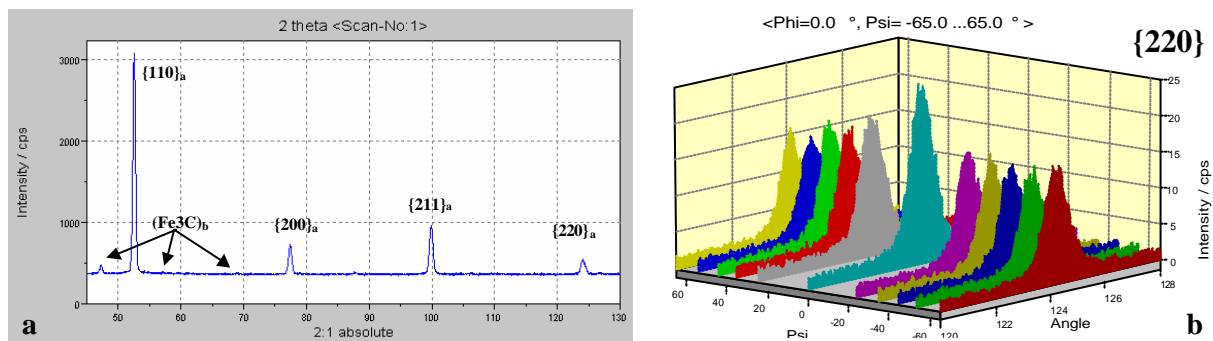 2 theta <Scan-No:1>
Intensity / cps
3000
2000
1000
0
{110}a
(Fe3C)b
{200}a
{211}a
{220}a
50 60 70 80 90 100 110 120 130
2:1 absolute
a
<Phi=0.0 °, Psi= -65.0 ...65.0 ° >
{220}
25
20
15
10
5
0
Intensity / cps
60 40 20 0 -20 -40 -60
Psi
120 122 124 126 128
Angle
b